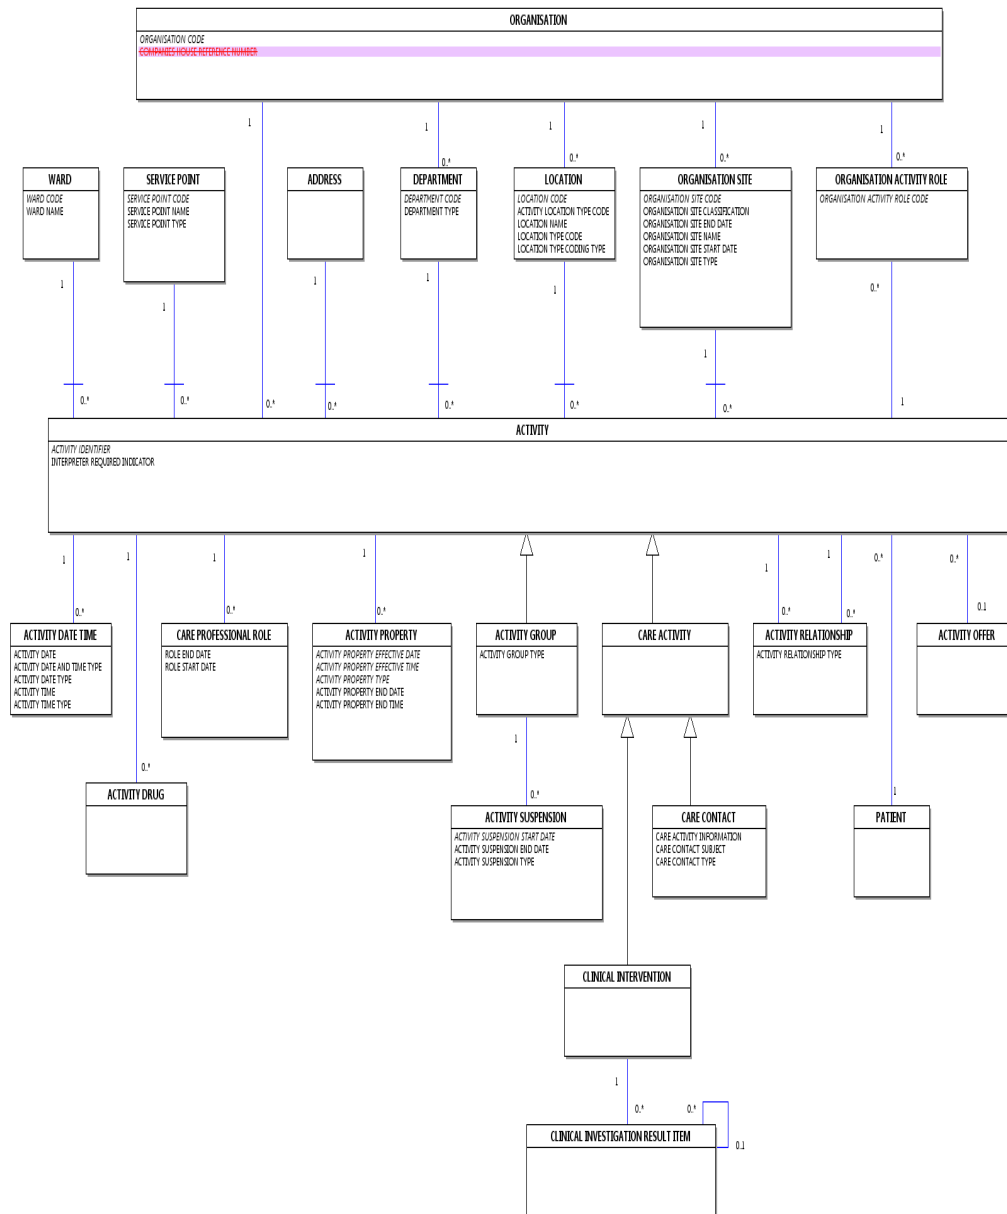 ORGANISATION
ORGANISATION CODE
COMPANIES HOUSE REFERENCE NUMBER
1
1
1
1
1
0..*
0..*
0..*
0..*
WARD
WARD CODE
WARD NAME
SERVICE POINT
SERVICE POINT CODE
SERVICE POINT NAME
SERVICE POINT TYPE
ADDRESS
DEPARTMENT
DEPARTMENT CODE
DEPARTMENT TYPE
LOCATION
LOCATION CODE
ACTIVITY LOCATION TYPE CODE
LOCATION NAME
LOCATION TYPE CODE
LOCATION TYPE CODING TYPE
ORGANISATION SITE
ORGANISATION SITE CODE
ORGANISATION SITE CLASSIFICATION
ORGANISATION SITE END DATE
ORGANISATION SITE NAME
ORGANISATION SITE START DATE
ORGANISATION SITE TYPE
ORGANISATION ACTIVITY ROLE
ORGANISATION ACTIVITY ROLE CODE
1
1
1
1
1
1
0..*
0..*
0..*
0..*
0..*
0..*
0..*
0..*
1
ACTIVITY
ACTIVITY IDENTIFIER
INTERPRETER REQUIRED INDICATOR
1
1
1
1
1
1
0..*
0..*
0..*
0..*
0..*
0..*
0..*
0..1
ACTIVITY DATE TIME
ACTIVITY DATE
ACTIVITY DATE AND TIME TYPE
ACTIVITY DATE TYPE
ACTIVITY TIME
ACTIVITY TIME TYPE
CARE PROFESSIONAL ROLE
ROLE END DATE
ROLE START DATE
ACTIVITY PROPERTY
ACTIVITY PROPERTY EFFECTIVE DATE
ACTIVITY PROPERTY EFFECTIVE TIME
ACTIVITY PROPERTY TYPE
ACTIVITY PROPERTY END DATE
ACTIVITY PROPERTY END TIME
ACTIVITY GROUP
ACTIVITY GROUP TYPE
CARE ACTIVITY
ACTIVITY RELATIONSHIP
ACTIVITY RELATIONSHIP TYPE
ACTIVITY OFFER
0..*
1
0..*
1
ACTIVITY DRUG
ACTIVITY SUSPENSION
ACTIVITY SUSPENSION START DATE
ACTIVITY SUSPENSION END DATE
ACTIVITY SUSPENSION TYPE
CARE CONTACT
CARE ACTIVITY INFORMATION
CARE CONTACT SUBJECT
CARE CONTACT TYPE
PATIENT
CLINICAL INTERVENTION
1
0..*
0..*
0..1
CLINICAL INVESTIGATION RESULT ITEM